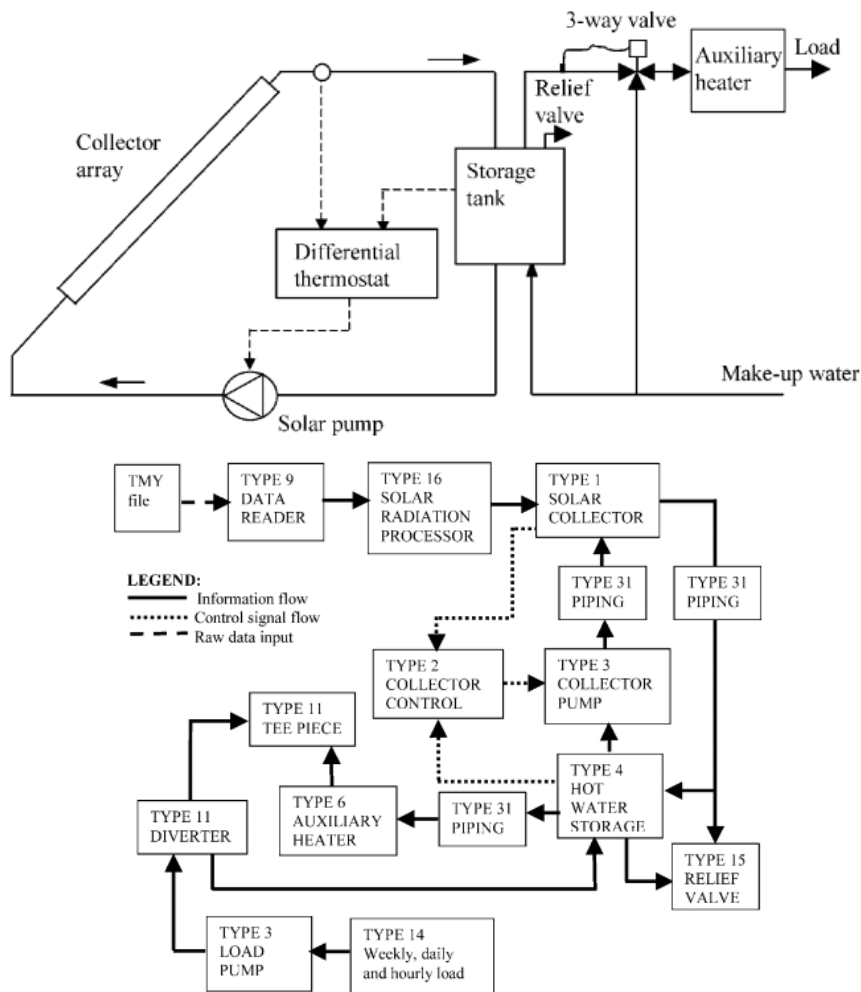 3-way valve
Auxiliary
heater
Load
Relief
valve
Collector
array
Storage
tank
Differential
thermostat
Make-up water
Solar pump
TMY
file
TYPE 9
DATA
READER
TYPE 16
SOLAR
RADIATION
PROCESSOR
TYPE 1
SOLAR
COLLECTOR
LEGEND:
Information flow
Control signal flow
Raw data input
TYPE 31
PIPING
TYPE 31
PIPING
TYPE 2
COLLECTOR
CONTROL
TYPE 3
COLLECTOR
PUMP
TYPE 11
TEE PIECE
TYPE 11
DIVERTER
TYPE 6
AUXILIARY
HEATER
TYPE 31
PIPING
TYPE 4
HOT
WATER
STORAGE
TYPE 15
RELIEF
VALVE
TYPE 3
LOAD
PUMP
TYPE 14
Weekly, daily
and hourly load